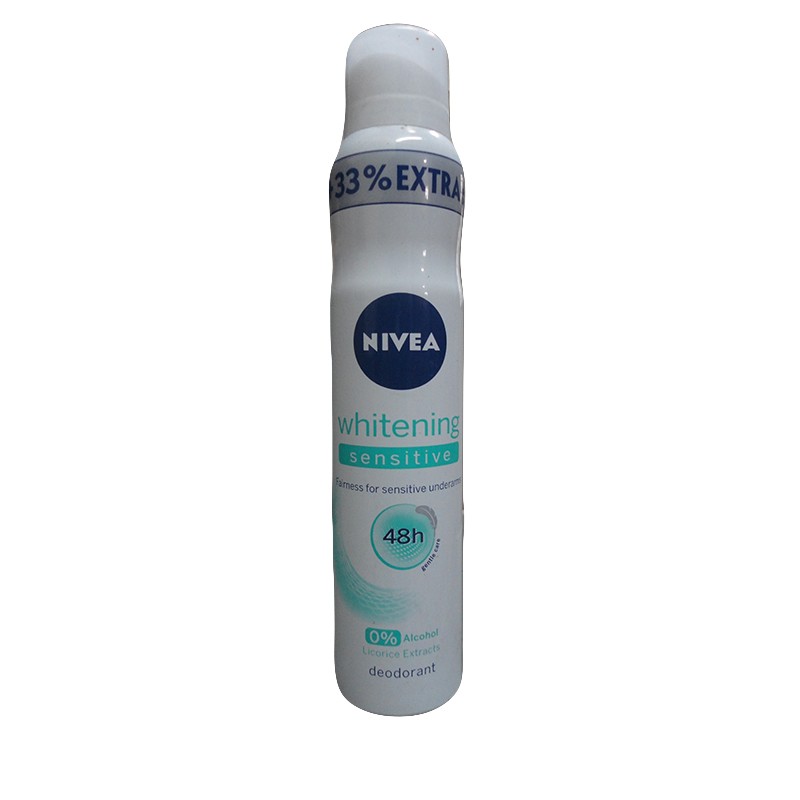 +33% EXTRA
NIVEA
whitening
sensitive
Fairness for sensitive underarms
48h
gentle care
0% Alcohol
Licorice Extracts
deodorant